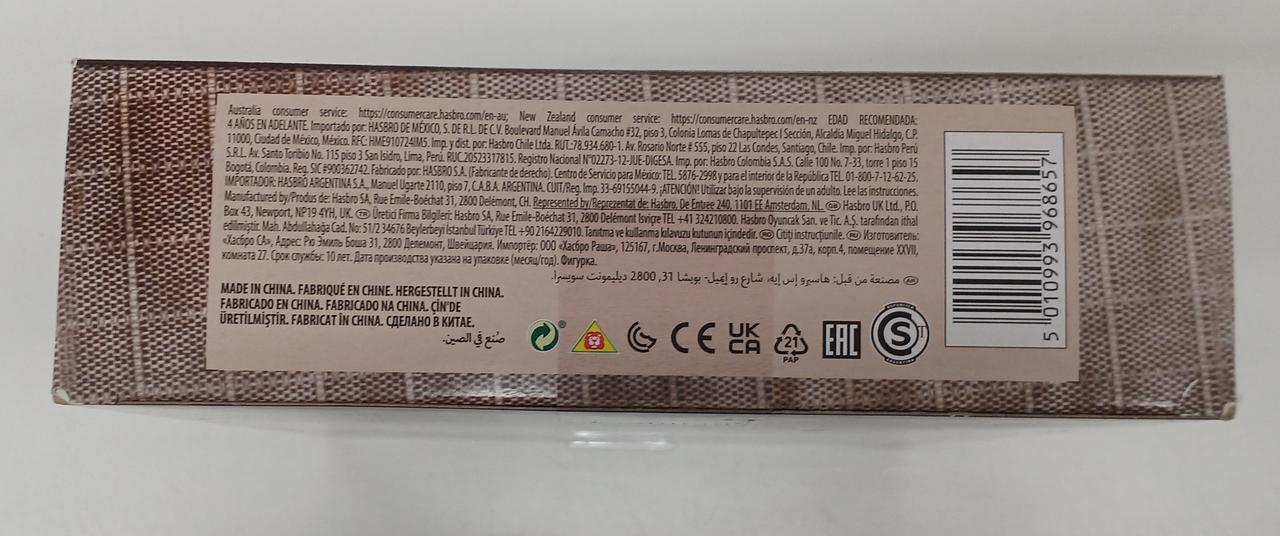 Australia consumer service: https://consumercare.hasbro.com/en-au; New Zealand consumer service: https://consumercare.hasbro.com/en-nz EDAD RECOMENDADA:
4 AÑOS EN ADELANTE. Importado por: HASBRO DE MÉXICO, S. DE R.L. DE C.V. Boulevard Manuel Ávila Camacho #32, piso 3, Colonia Lomas de Chapultepec I Sección, Alcaldía Miguel Hidalgo, C.P.
11000, Ciudad de México, México. RFC: HME910724IM5. Imp. y dist. por: Hasbro Chile Ltda. RUT.:78.934.680-1. Av. Rosario Norte # 555, piso 22 Las Condes, Santiago, Chile. Imp. por: Hasbro Perú
S.R.L. Av. Santo Toribio No. 115 piso 3 San Isidro, Lima, Perú. RUC.20523317815. Registro Nacional N°02273-12-JUE-DIGESA. Imp. por: Hasbro Colombia S.A.S. Calle 100 No. 7-33, torre 1 piso 15
Bogotá, Colombia. Reg. SIC #900362742. Fabricado por: HASBRO S.A. (Fabricante de derecho). Centro de Servicio para México: TEL. 5876-2998 y para el interior de la República TEL. 01-800-7-12-62-25.
IMPORTADOR: HASBRO ARGENTINA S.A., Manuel Ugarte 2110, piso 7, C.A.B.A. ARGENTINA. CUIT/Reg. Imp. 33-69155044-9. ¡ATENCIÓN! Utilizar bajo la supervisión de un adulto. Lee las instrucciones.
Manufactured by/Produs de: Hasbro SA, Rue Emile-Boéchat 31, 2800 Delémont, CH. Represented by/Reprezentat de: Hasbro, De Entree 240, 1101 EE Amsterdam, NL. GB Hasbro UK Ltd., P.O.
Box 43, Newport, NP19 4YH, UK. TR Üretici Firma Bilgileri: Hasbro SA, Rue Emile-Boéchat 31, 2800 Delémont İsviçre TEL +41 324210800. Hasbro Oyuncak San. ve Tic. A.Ş. tarafından ithal
edilmiştir. Mah. Abdullahağa Cad. No: 51/2 34676 Beylerbeyi İstanbul Türkiye TEL +90 2164229010. Tanıtma ve kullanma kılavuzu kutunun içindedir. RO Citiți instrucțiunile. RU Изготовитель:
«Хасбро СА», Адрес: Рю Эмиль Боша 31, 2800 Делемонт, Швейцария. Импортёр: ООО «Хасбро Раша», 125167, г.Москва, Ленинградский проспект, д.37а, корп.4, помещение XXVII,
комната 27. Срок службы: 10 лет. Дата производства указана на упаковке (месяц/год). Фигурка.
AR مصنعة من قبل: هاسبرو إس إيه، شارع رو إيميل- بويشا 31, 2800 ديليمونت سويسرا.
MADE IN CHINA. FABRIQUÉ EN CHINE. HERGESTELLT IN CHINA.
FABRICADO EN CHINA. FABRICADO NA CHINA. ÇİN'DE
ÜRETİLMİŞTİR. FABRICAT ÎN CHINA. СДЕЛАНО В КИТАЕ.
صُنع في الصين.
CE
UK
CA
21
PAP
EAC
S
5 010993 968657